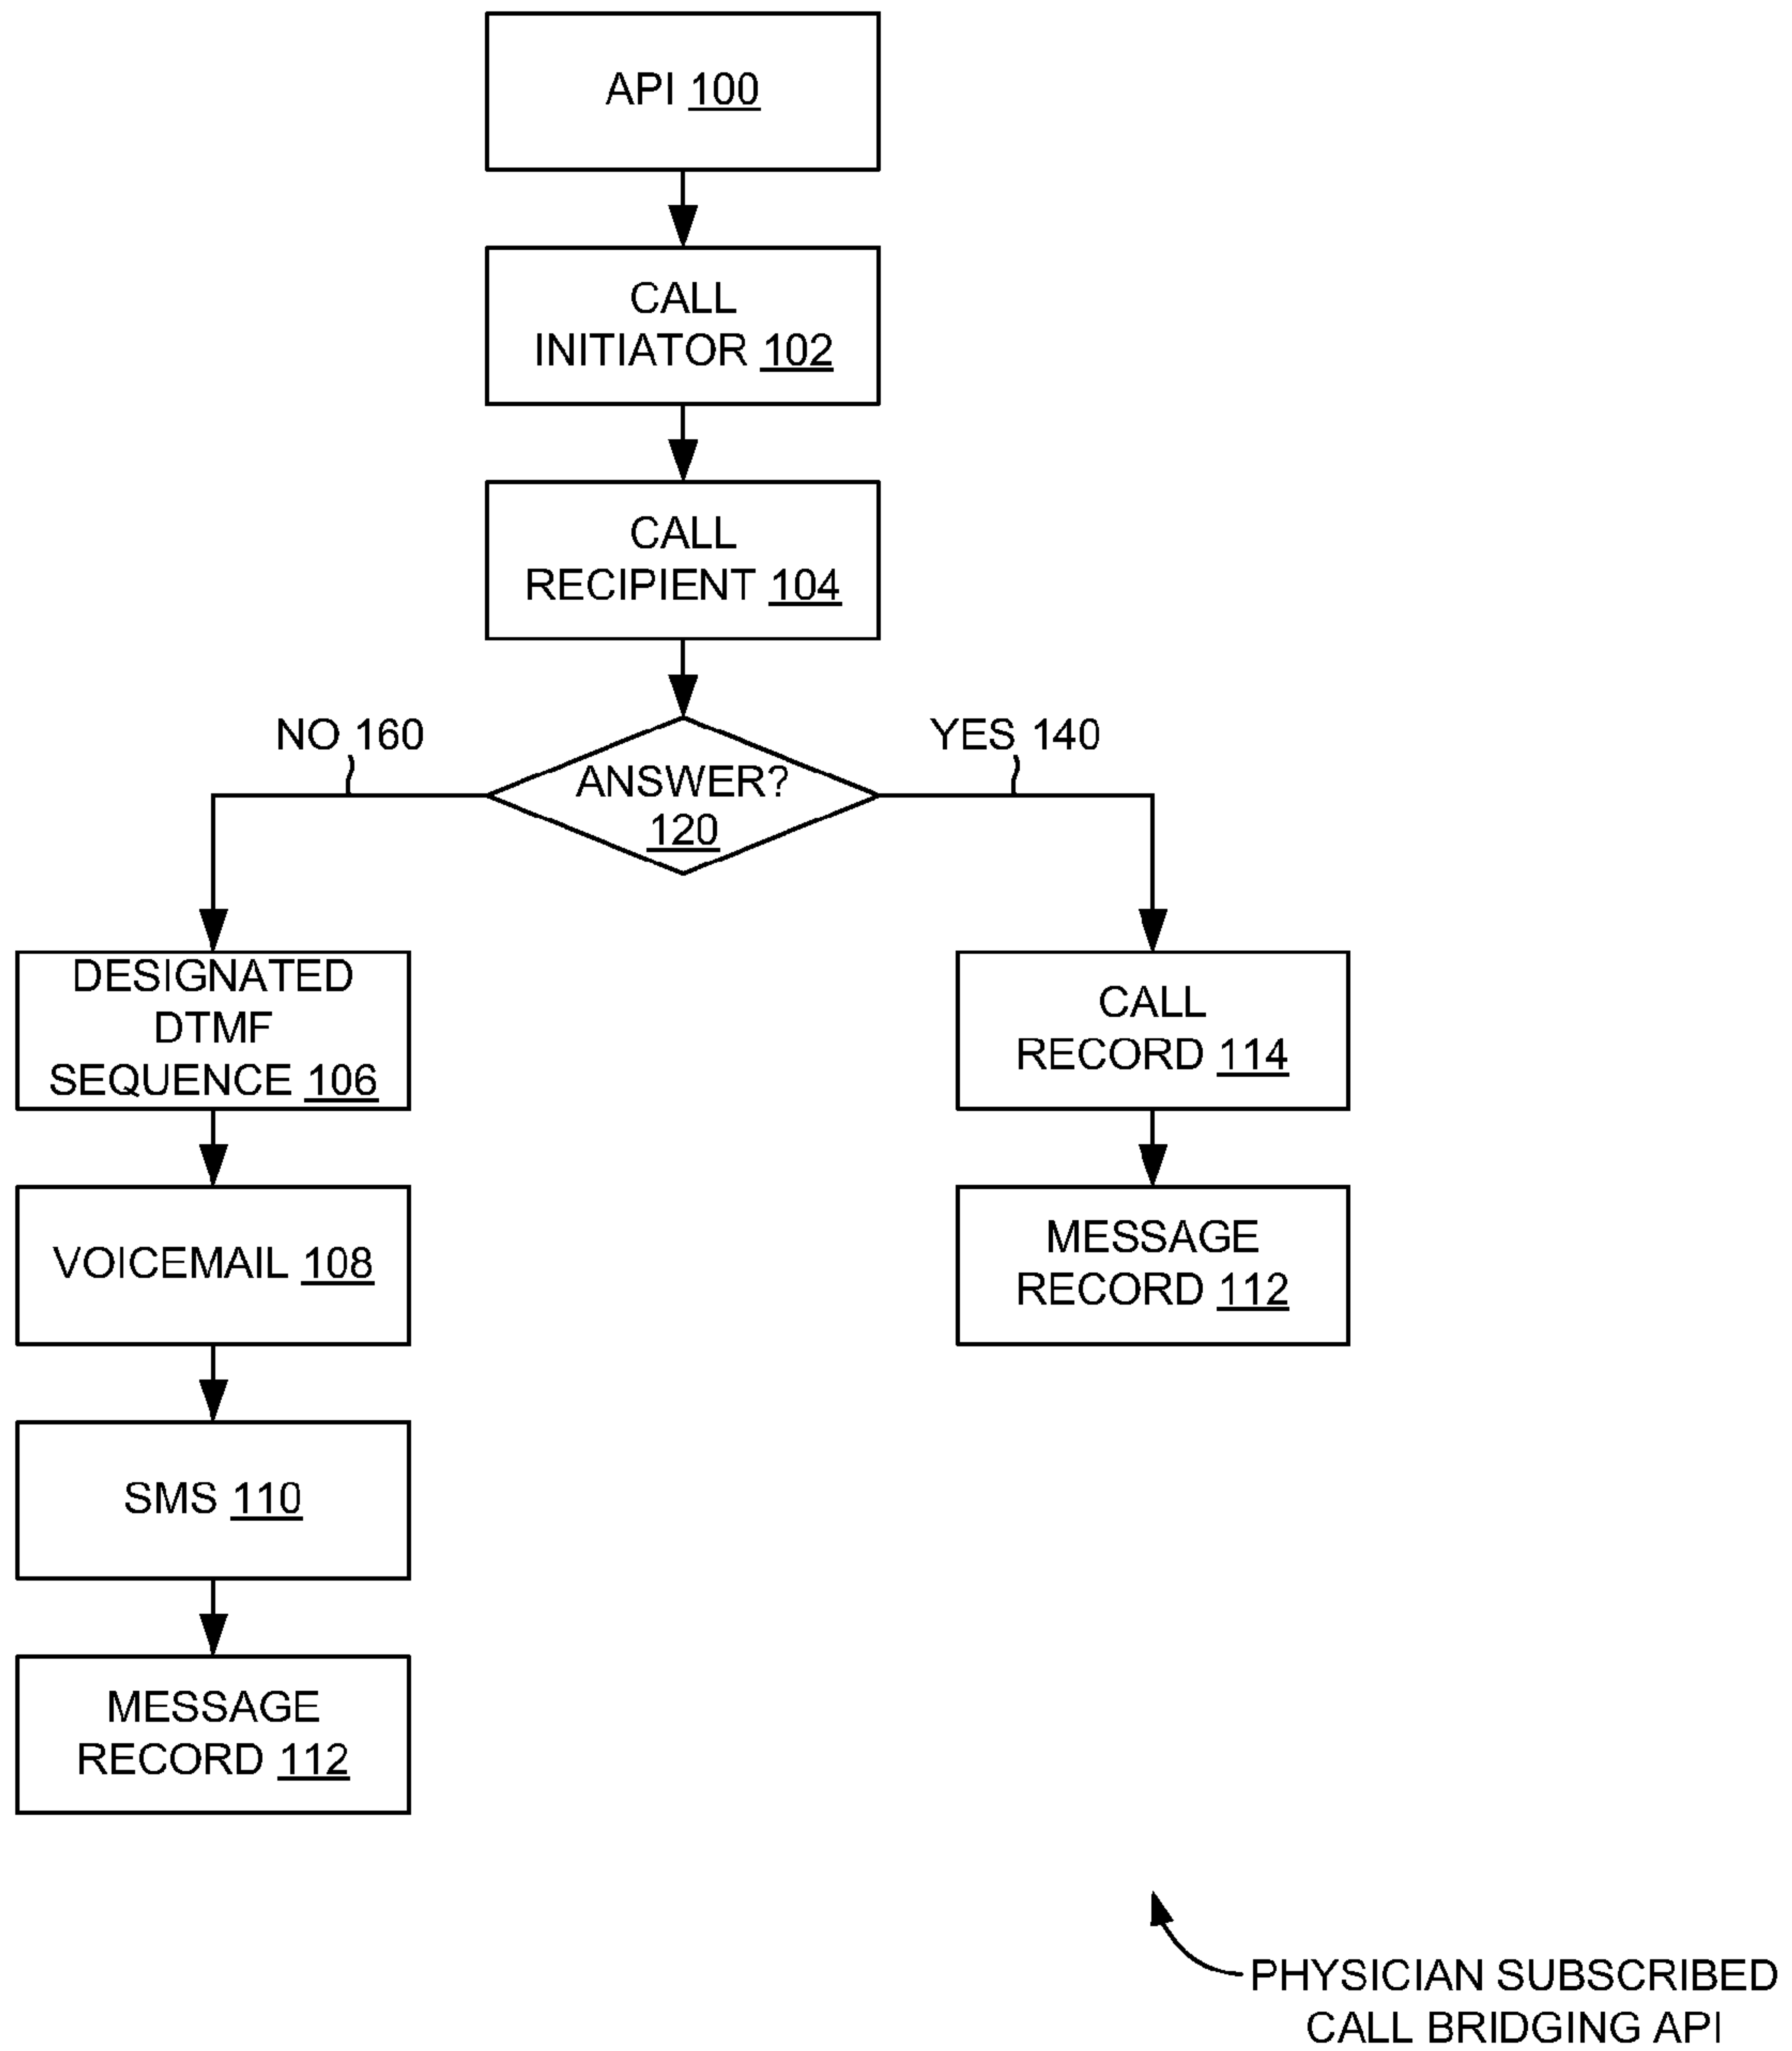 API 100
CALL
INITIATOR 102
CALL
RECIPIENT 104
NO 160
YES 140
ANSWER?
120
DESIGNATED
DTMF
SEQUENCE 106
CALL
RECORD 114
VOICEMAIL 108
MESSAGE
RECORD 112
SMS 110
MESSAGE
RECORD 112
PHYSICIAN SUBSCRIBED
CALL BRIDGING API